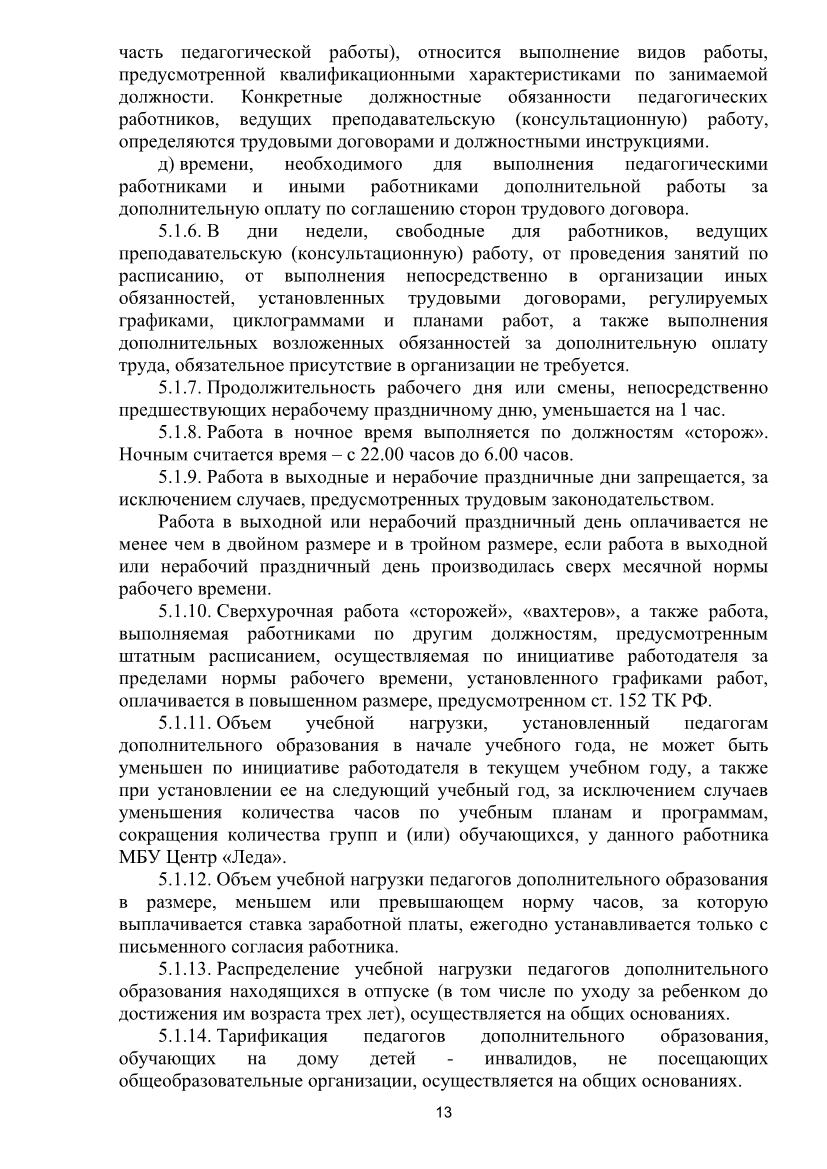 часть педагогической работы), относится выполнение видов работы,
предусмотренной квалификационными характеристиками по занимаемой
должности. Конкретные должностные обязанности педагогических
работников, ведущих преподавательскую (консультационную) работу,
определяются трудовыми договорами и должностными инструкциями.
д) времени, необходимого для выполнения педагогическими
работниками и иными работниками дополнительной работы за
дополнительную оплату по соглашению сторон трудового договора.
5.1.6. В дни недели, свободные для работников, ведущих
преподавательскую (консультационную) работу, от проведения занятий по
расписанию, от выполнения непосредственно в организации иных
обязанностей, установленных трудовыми договорами, регулируемых
графиками, циклограммами и планами работ, а также выполнения
дополнительных возложенных обязанностей за дополнительную оплату
труда, обязательное присутствие в организации не требуется.
5.1.7. Продолжительность рабочего дня или смены, непосредственно
предшествующих нерабочему праздничному дню, уменьшается на 1 час.
5.1.8. Работа в ночное время выполняется по должностям «сторож».
Ночным считается время – с 22.00 часов до 6.00 часов.
5.1.9. Работа в выходные и нерабочие праздничные дни запрещается, за
исключением случаев, предусмотренных трудовым законодательством.
Работа в выходной или нерабочий праздничный день оплачивается не
менее чем в двойном размере и в тройном размере, если работа в выходной
или нерабочий праздничный день производилась сверх месячной нормы
рабочего времени.
5.1.10. Сверхурочная работа «сторожей», «вахтеров», а также работа,
выполняемая работниками по другим должностям, предусмотренным
штатным расписанием, осуществляемая по инициативе работодателя за
пределами нормы рабочего времени, установленного графиками работ,
оплачивается в повышенном размере, предусмотренном ст. 152 ТК РФ.
5.1.11. Объем учебной нагрузки, установленный педагогам
дополнительного образования в начале учебного года, не может быть
уменьшен по инициативе работодателя в текущем учебном году, а также
при установлении ее на следующий учебный год, за исключением случаев
уменьшения количества часов по учебным планам и программам,
сокращения количества групп и (или) обучающихся, у данного работника
МБУ Центр «Леда».
5.1.12. Объем учебной нагрузки педагогов дополнительного образования
в размере, меньшем или превышающем норму часов, за которую
выплачивается ставка заработной платы, ежегодно устанавливается только с
письменного согласия работника.
5.1.13. Распределение учебной нагрузки педагогов дополнительного
образования находящихся в отпуске (в том числе по уходу за ребенком до
достижения им возраста трех лет), осуществляется на общих основаниях.
5.1.14. Тарификация педагогов дополнительного образования,
обучающих на дому детей - инвалидов, не посещающих
общеобразовательные организации, осуществляется на общих основаниях.
13